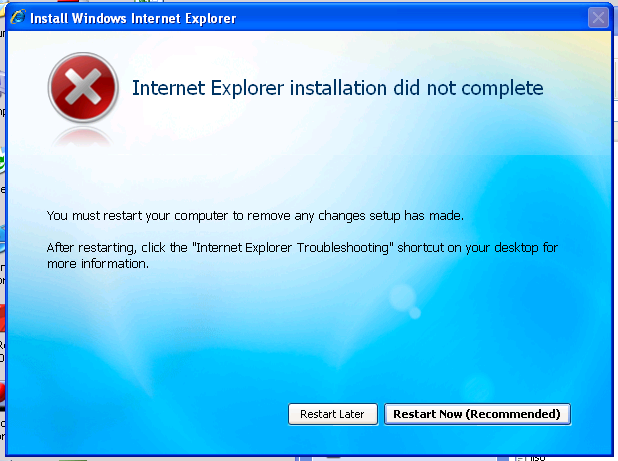 Install Windows Internet Explorer
Internet Explorer installation did not complete
You must restart your computer to remove any changes setup has made.
After restarting, click the "Internet Explorer Troubleshooting" shortcut on your desktop for
more information.
Restart Later
Restart Now (Recommended)